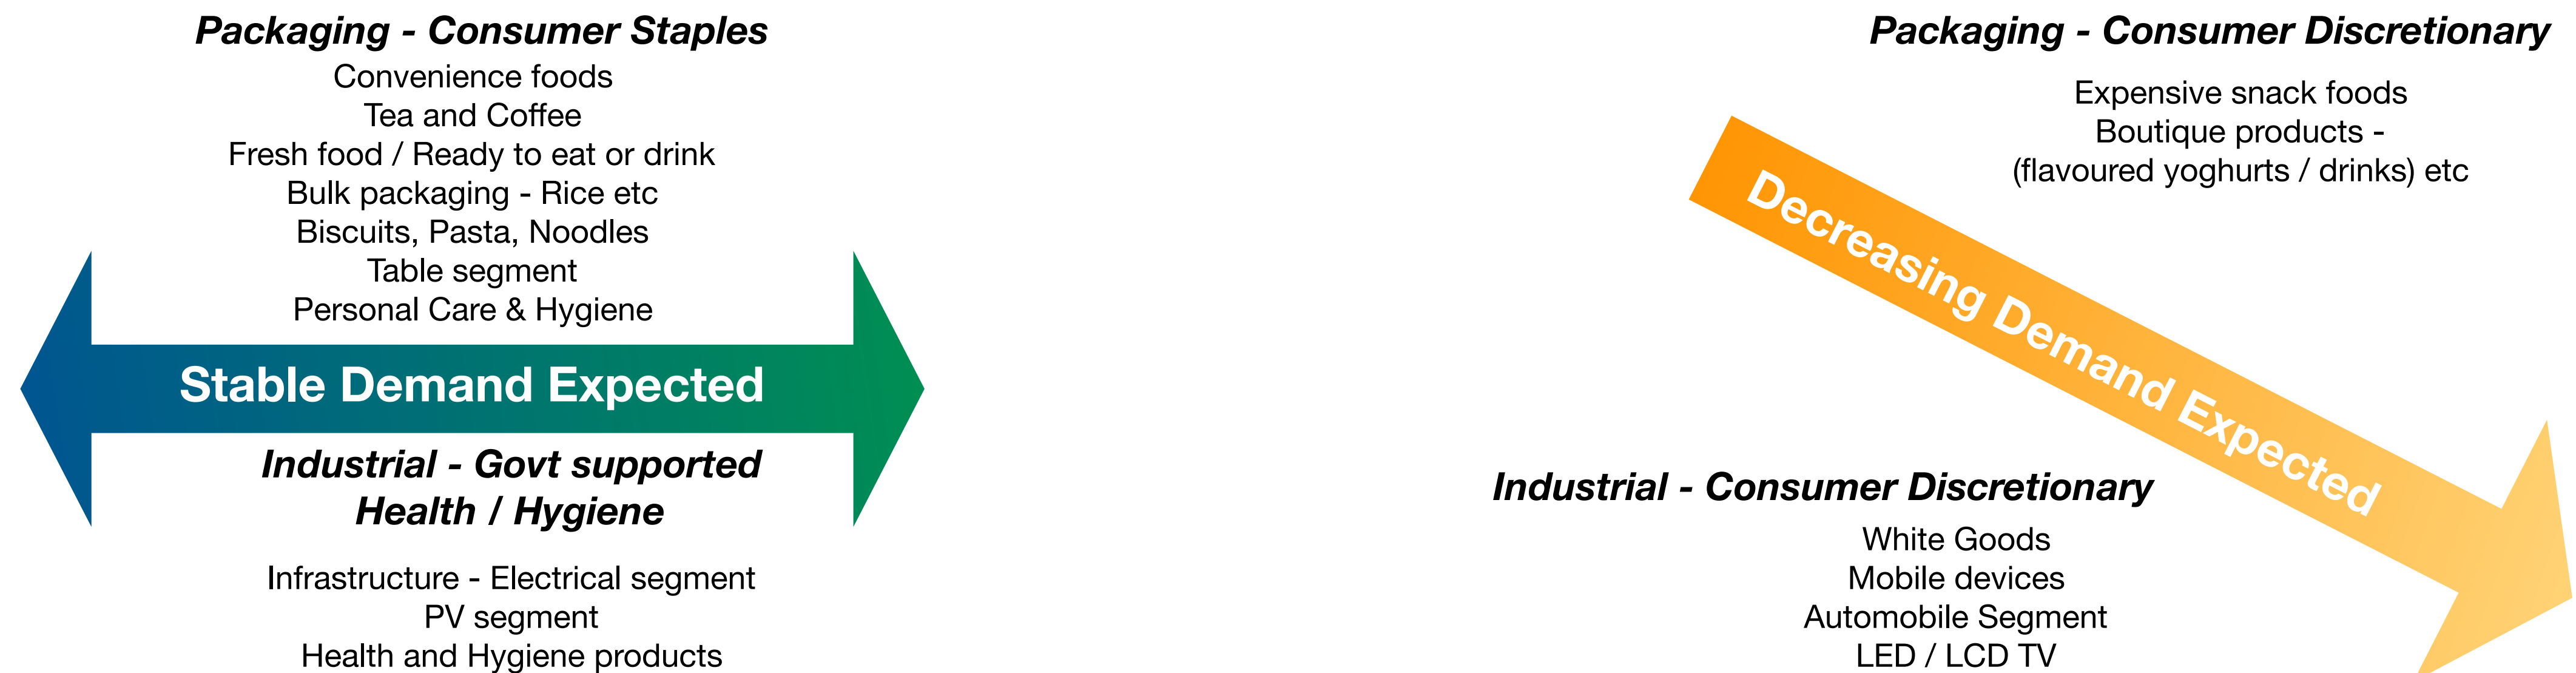 Packaging - Consumer Staples
Convenience foods
Tea and Coffee
Fresh food / Ready to eat or drink
Bulk packaging - Rice etc
Biscuits, Pasta, Noodles
Table segment
Personal Care & Hygiene
Stable Demand Expected
Industrial - Govt supported
Health / Hygiene
Infrastructure - Electrical segment
PV segment
Health and Hygiene products
Packaging - Consumer Discretionary
Expensive snack foods
Boutique products -
(flavoured yoghurts / drinks) etc
Decreasing Demand Expected
Industrial - Consumer Discretionary
White Goods
Mobile devices
Automobile Segment
LED / LCD TV